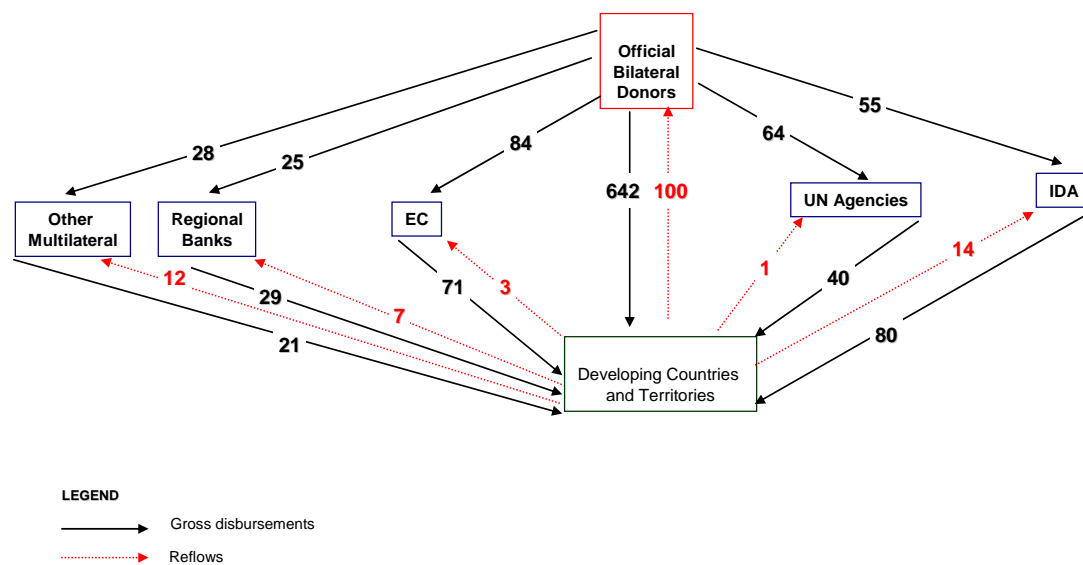 Official
Bilateral
Donors
55
64
84
28
25
642
100
Other
Multilateral
Regional
Banks
EC
UN Agencies
IDA
12
29
7
71
3
1
40
14
80
21
Developing Countries
and Territories
LEGEND
Gross disbursements
Reflows